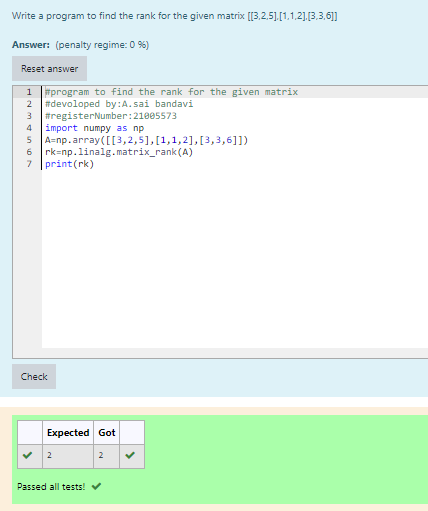 Write a program to find the rank for the given matrix [[3,2,5],[1,1,2],[3,3,6]]
Answer: (penalty regime: 0 %)
Reset answer
1 #program to find the rank for the given matrix
2 #devoloped by:A.sai bandavi
3 #registerNumber:21005573
4 import numpy as np
5 A=np.array([[3,2,5],[1,1,2],[3,3,6]])
6 rk=np.linalg.matrix_rank(A)
7 print(rk)
Check
Expected Got
2 2
Passed all tests!